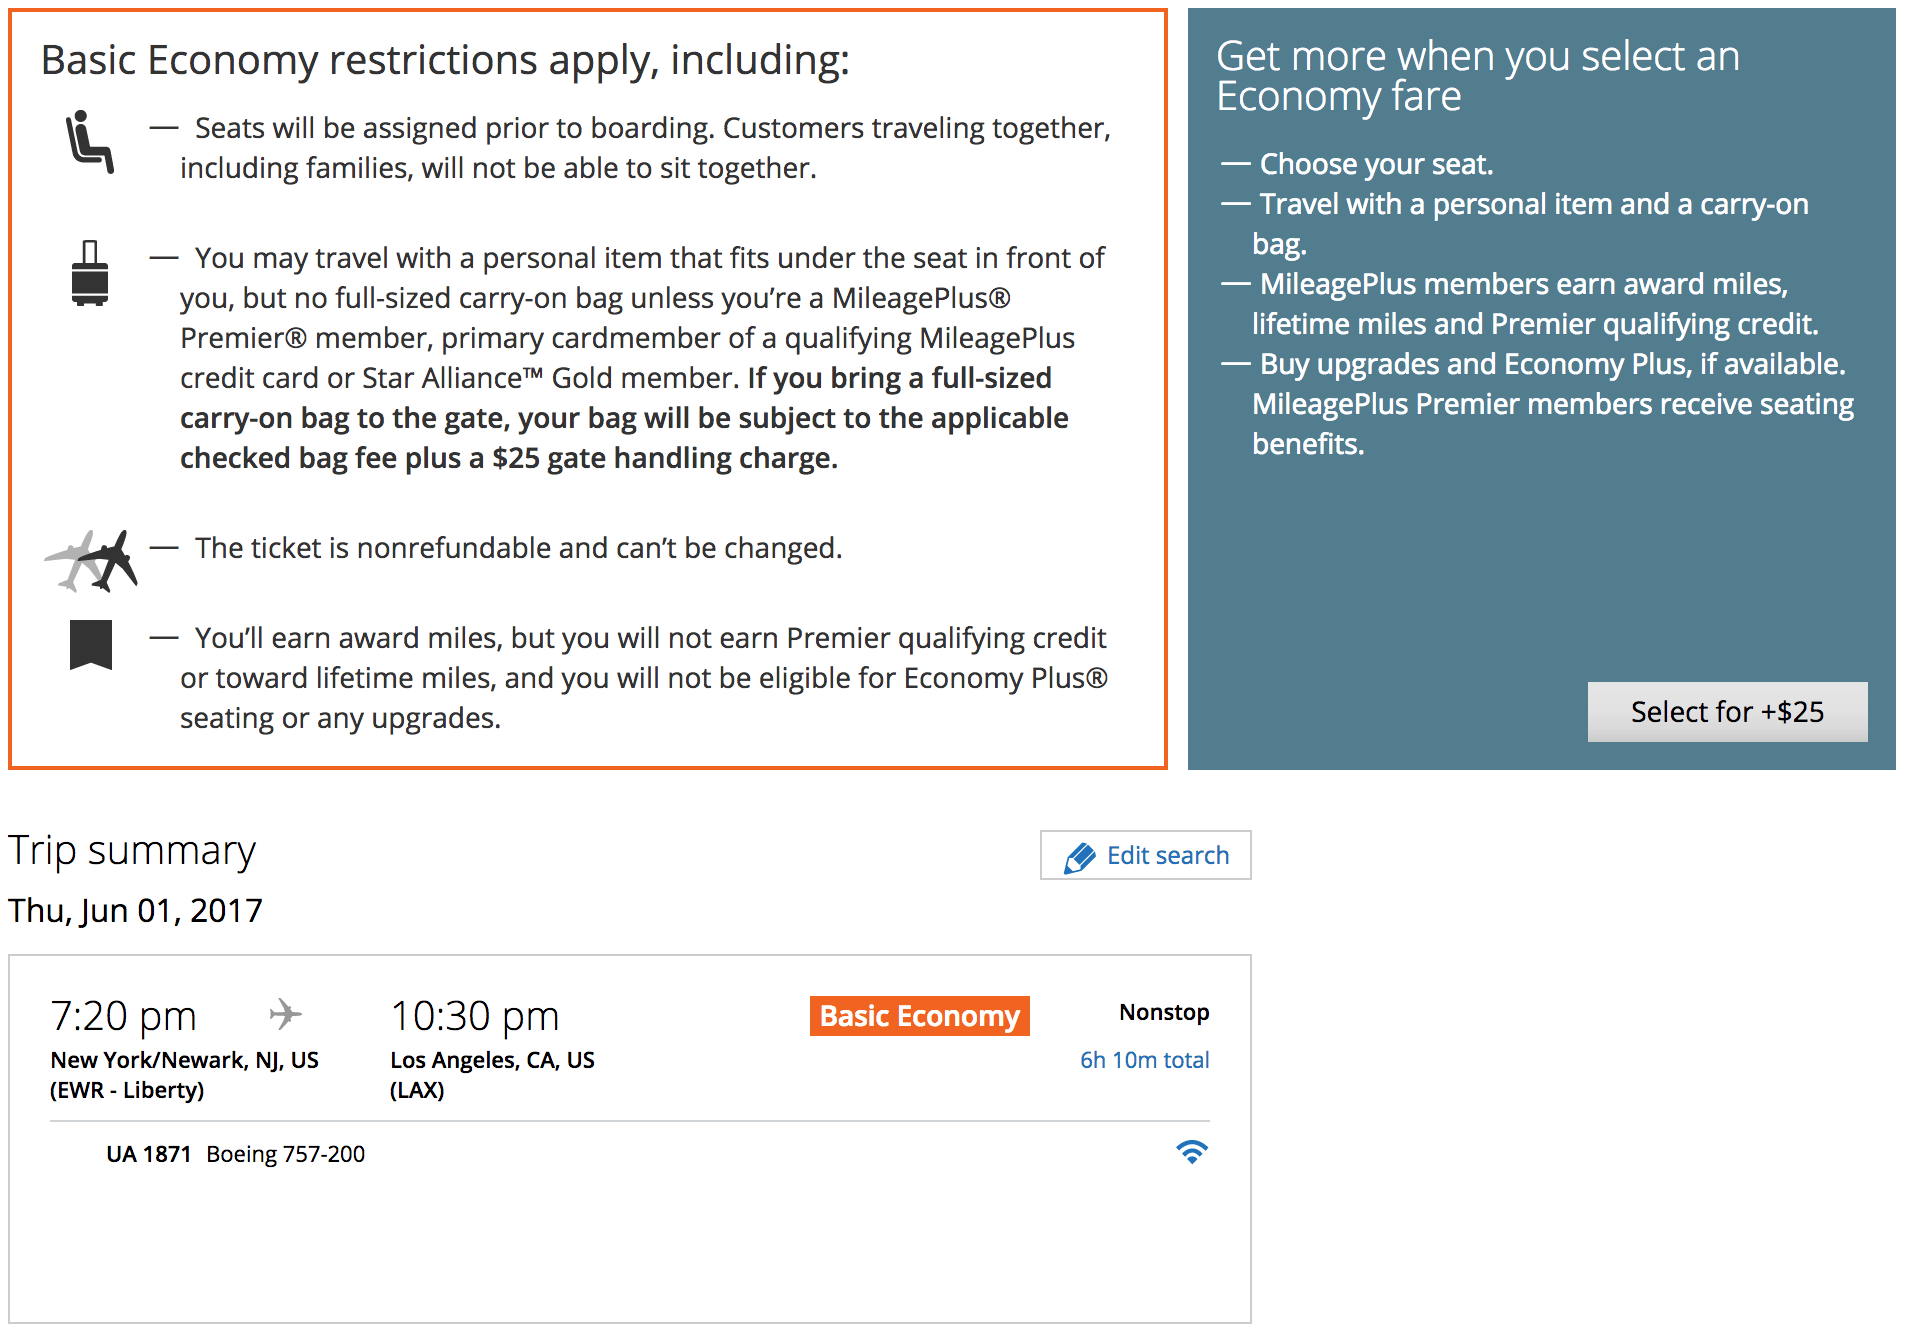 Basic Economy restrictions apply, including:
— Seats will be assigned prior to boarding. Customers traveling together,
including families, will not be able to sit together.
— You may travel with a personal item that fits under the seat in front of
you, but no full-sized carry-on bag unless you’re a MileagePlus®
Premier® member, primary cardmember of a qualifying MileagePlus
credit card or Star Alliance™ Gold member. If you bring a full-sized
carry-on bag to the gate, your bag will be subject to the applicable
checked bag fee plus a $25 gate handling charge.
— The ticket is nonrefundable and can’t be changed.
— You’ll earn award miles, but you will not earn Premier qualifying credit
or toward lifetime miles, and you will not be eligible for Economy Plus®
seating or any upgrades.
Get more when you select an
Economy fare
— Choose your seat.
— Travel with a personal item and a carry-on
bag.
— MileagePlus members earn award miles,
lifetime miles and Premier qualifying credit.
— Buy upgrades and Economy Plus, if available.
MileagePlus Premier members receive seating
benefits.
Select for +$25
Trip summary
Edit search
Thu, Jun 01, 2017
7:20 pm
10:30 pm
Basic Economy
Nonstop
New York/Newark, NJ, US
(EWR - Liberty)
Los Angeles, CA, US
(LAX)
6h 10m total
UA 1871 Boeing 757-200